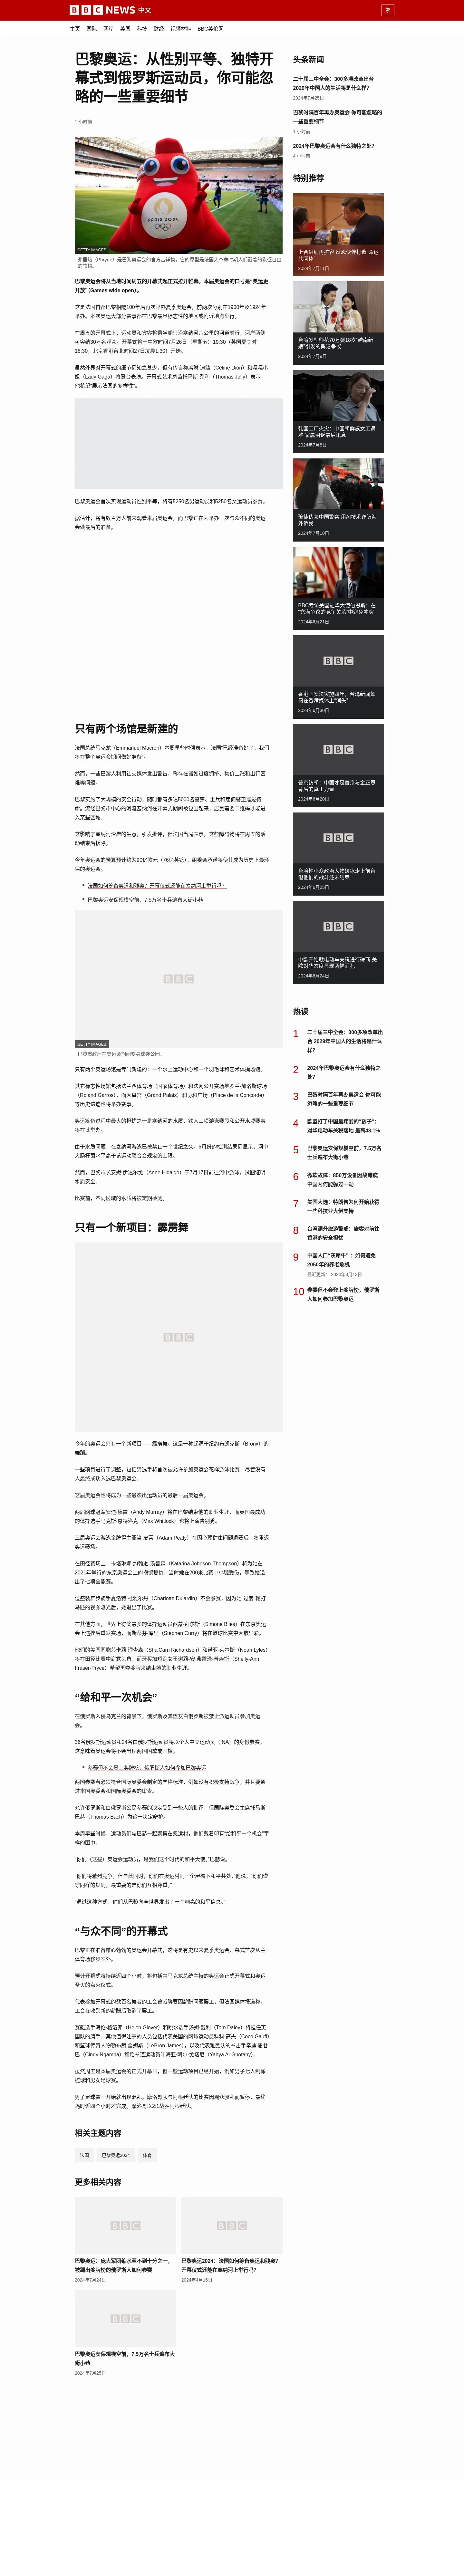 BBC NEWS 中文
繁
主页 国际 两岸 英国 科技 财经 视频材料 BBC英伦网
巴黎奥运：从性别平等、独特开
幕式到俄罗斯运动员，你可能忽
略的一些重要细节
1 小时前
GETTY IMAGES
弗里热（Phryge）是巴黎奥运会的官方吉祥物，它的原型是法国大革命时期人们戴着的象征自由
的软帽。
巴黎奥运会将从当地时间周五的开幕式起正式拉开帷幕。本届奥运会的口号是“奥运更
开放”（Games wide open）。
这是法国首都巴黎相隔100年后再次举办夏季奥运会，前两次分别在1900年及1924年
举办。本次奥运大部分赛事都在巴黎最具标志性的地区或附近地点举行。
在周五的开幕式上，运动员和宾客将乘坐船只沿塞纳河六公里的河道前行，河岸两侧
可容纳30万名观众。开幕式将于中欧时间7月26日（星期五）19:30（英国夏令时
18:30，北京香港台北时间27日凌晨1:30）开始。
虽然外界对开幕式的细节仍知之甚少，但有传言称席琳·迪翁（Celine Dion）和嘎嘎小
姐（Lady Gaga）将登台表演。开幕式艺术总监托马斯·乔利（Thomas Jolly）表示，
他希望“展示法国的多样性”。
巴黎奥运会首次实现运动员性别平等，将有5250名男运动员和5250名女运动员参赛。
据估计，将有数百万人前来观看本届奥运会，而巴黎正在为举办一次与众不同的奥运
会做最后的准备。
只有两个场馆是新建的
法国总统马克龙（Emmanuel Macron）本周早些时候表示，法国“已经准备好了，我们
将在整个奥运会期间做好准备”。
然而，一些巴黎人利用社交媒体发出警告，称存在诸如过度拥挤、物价上涨和出行困
难等问题。
巴黎实施了大规模的安全行动，随时都有多达5000名警察、士兵和雇佣警卫巡逻待
命。流经巴黎市中心的河流塞纳河在开幕式期间被包围起来，居民需要二维码才能进
入某些区域。
这影响了塞纳河沿岸的生意，引发批评，但法国当局表示，这些障碍物将在周五的活
动结束后拆除。
今年奥运会的预算预计约为90亿欧元（76亿英镑），组委会承诺将使其成为历史上最环
保的奥运会。
法国如何筹备奥运和残奥？开幕仪式还能在塞纳河上举行吗？
巴黎奥运安保规模空前，7.5万名士兵遍布大街小巷
BBC
GETTY IMAGES
巴黎市政厅在奥运会期间装点得绚丽。
只有两个奥运场馆是专门新建的：一个水上运动中心和一个羽毛球和艺术体操场馆。
其它标志性场馆包括法兰西体育场（国家体育场）和法网公开赛场地罗兰·加洛斯球场
（Roland Garros），而大皇宫（Grand Palais）和协和广场（Place de la Concorde）
等历史遗迹也将举办赛事。
奥运筹备过程中最大的担忧之一是塞纳河的水质，铁人三项游泳赛段和公开水域赛事
将在此举办。
由于水质问题，在塞纳河游泳已被禁止一个世纪之久。6月份的检测结果仍显示，河中
大肠杆菌水平高于该运动联合会规定的上限。
然而，巴黎市长安妮·伊达尔戈（Anne Hidalgo）于7月17日前往河中游泳，试图证明
水质安全。
比赛前，不同区域的水质将被定期检测。
只有一个新项目：霹雳舞
BBC
今年的奥运会只有一个新项目——霹雳舞。这是一种起源于纽约布朗克斯（Bronx）的
舞蹈。
一些项目进行了调整，包括男选手将首次被允许参加奥运会花样游泳比赛，尽管没有
人最终成功入选巴黎奥运会。
这届奥运会也将成为一些最杰出运动员的最后一届奥运会。
两届网球冠军安迪·穆雷（Andy Murray）将在巴黎结束他的职业生涯，而英国最成功
的体操选手马克斯·惠特洛克（Max Whitlock）也将上演告别秀。
三届奥运会游泳金牌得主亚当·皮蒂（Adam Peaty）在因心理健康问题退赛后，将重返
奥运赛场。
在田径赛场上，卡塔琳娜·约翰逊-汤普森（Katarina Johnson-Thompson）将为她在
2021年举行的东京奥运会上的抱憾复仇。当时她在200米比赛中小腿受伤，导致她退
出了七项全能赛。
但盛装舞步骑手夏洛特·杜雅尔丹（Charlotte Dujardin）不会参赛，因为她“过度”鞭打
马匹的视频曝光后，她退出了比赛。
在其他方面，世界上得奖最多的体操运动员西蒙·拜尔斯（Simone Biles）在东京奥运
会上遇挫后重返赛场。而斯蒂芬·库里（Stephen Curry）将在篮球比赛中大放异彩。
他们的美国同胞莎卡莉·理查森（Sha'Carri Richardson）和诺亚·莱尔斯（Noah Lyles）
将在田径比赛中崭露头角，而牙买加短跑女王谢莉-安·弗雷泽-普赖斯（Shelly-Ann
Fraser-Pryce）希望再夺奖牌来结束她的职业生涯。
“给和平一次机会”
在俄罗斯入侵乌克兰的背景下，俄罗斯及其盟友白俄罗斯被禁止派运动员参加奥运
会。
36名俄罗斯运动员和24名白俄罗斯运动员将以个人中立运动员（INA）的身份参赛，
这意味着奥运会将不会出现两国国歌或国旗。
参赛但不会登上奖牌榜，俄罗斯人如何参加巴黎奥运
两国参赛者必须符合国际奥委会制定的严格标准，例如没有积极支持战争，并且要通
过本国奥委会和国际奥委会的审查。
允许俄罗斯和白俄罗斯公民参赛的决定受到一些人的批评，但国际奥委会主席托马斯·
巴赫（Thomas Bach）为这一决定辩护。
本周早些时候，运动员们与巴赫一起聚集在奥运村，他们戴着印有“给和平一个机会”字
样的围巾。
“你们（这些）奥运会运动员，是我们这个时代的和平大使。”巴赫说。
“你们将激烈竞争。但与此同时，你们在奥运村同一个屋檐下和平共处，”他说，“你们遵
守同样的规则，最重要的是你们互相尊重。”
“通过这种方式，你们从巴黎向全世界发出了一个响亮的和平信息。”
“与众不同”的开幕式
巴黎正在准备雄心勃勃的奥运会开幕式，这将是有史以来夏季奥运会开幕式首次从主
体育场移步室外。
预计开幕式将持续近四个小时，将包括由马克龙总统主持的奥运会正式开幕式和奥运
圣火的点火仪式。
代表参加开幕式的数百名舞者的工会曾威胁要因薪酬问题罢工，但法国媒体报道称，
工会在收到新的薪酬后取消了罢工。
赛艇选手海伦·格洛弗（Helen Glover）和跳水选手汤姆·戴利（Tom Daley）将担任英
国队的旗手。其他值得注意的人员包括代表美国的网球运动员科科·高夫（Coco Gauff）
和篮球传奇人物勒布朗·詹姆斯（LeBron James），以及代表难民队的拳击手辛迪·恩甘
巴（Cindy Ngamba）和跆拳道运动员叶海亚·阿尔·戈塔尼（Yahya Al-Ghotany）。
虽然周五是本届奥运会的正式开幕日，但一些运动项目已经开始，例如男子七人制橄
榄球和男女足球赛。
男子足球赛一开始就出现混乱。摩洛哥队与阿根廷队的比赛因观众骚乱而暂停，最终
耗时近四个小时才完成。摩洛哥以2:1战胜阿根廷队。
相关主题内容
法国 巴黎奥运2024 体育
更多相关内容
BBC
巴黎奥运：庞大军团缩水至不到十分之一，
被踢出奖牌榜的俄罗斯人如何参赛
2024年7月24日
BBC
巴黎奥运2024：法国如何筹备奥运和残奥？
开幕仪式还能在塞纳河上举行吗？
2024年4月18日
BBC
巴黎奥运安保规模空前，7.5万名士兵遍布大
街小巷
2024年7月25日
头条新闻
二十届三中全会：300多项改革出台
2029年中国人的生活将是什么样？
2024年7月25日
巴黎时隔百年再办奥运会 你可能忽略的
一些重要细节
1 小时前
2024年巴黎奥运会有什么独特之处？
4 小时前
特别推荐
上合组织再扩容 反恐伙伴打造“命运
共同体”
2024年7月11日
台湾发型师花70万娶18岁“越南新
娘”引发的舆论争议
2024年7月9日
韩国工厂火灾：中国朝鲜族女工遇
难 家属泪诉最后讯息
2024年7月8日
骗徒伪装中国警察 用AI技术诈骗海
外侨民
2024年7月10日
BBC专访美国驻华大使伯恩斯：在
“充满争议的竞争关系”中避免冲突
2024年6月21日
BBC
香港国安法实施四年，台湾新闻如
何在香港媒体上“消失”
2024年6月30日
BBC
普京访朝：中国才是普京与金正恩
背后的真正力量
2024年6月20日
BBC
台湾性小众政治人物破冰走上前台
但他们的战斗还未结束
2024年6月25日
BBC
中欧开始就电动车关税进行磋商 美
欧对华态度呈现两幅面孔
2024年6月24日
热读
1 二十届三中全会：300多项改革出
台 2029年中国人的生活将是什么
样？
2 2024年巴黎奥运会有什么独特之
处？
3 巴黎时隔百年再办奥运会 你可能
忽略的一些重要细节
4 欧盟打了中国最疼爱的“孩子”：
对华电动车关税落地 最高48.1%
5 巴黎奥运安保规模空前，7.5万名
士兵遍布大街小巷
6 微软故障：850万设备因故瘫痪
中国为何能躲过一劫
7 美国大选：特朗普为何开始获得
一些科技业大佬支持
8 台湾调升旅游警戒：旅客对前往
香港的安全担忧
9 中国人口“灰犀牛” ：如何避免
2050年的养老危机
最近更新： 2024年3月13日
10 参赛但不会登上奖牌榜，俄罗斯
人如何参加巴黎奥运